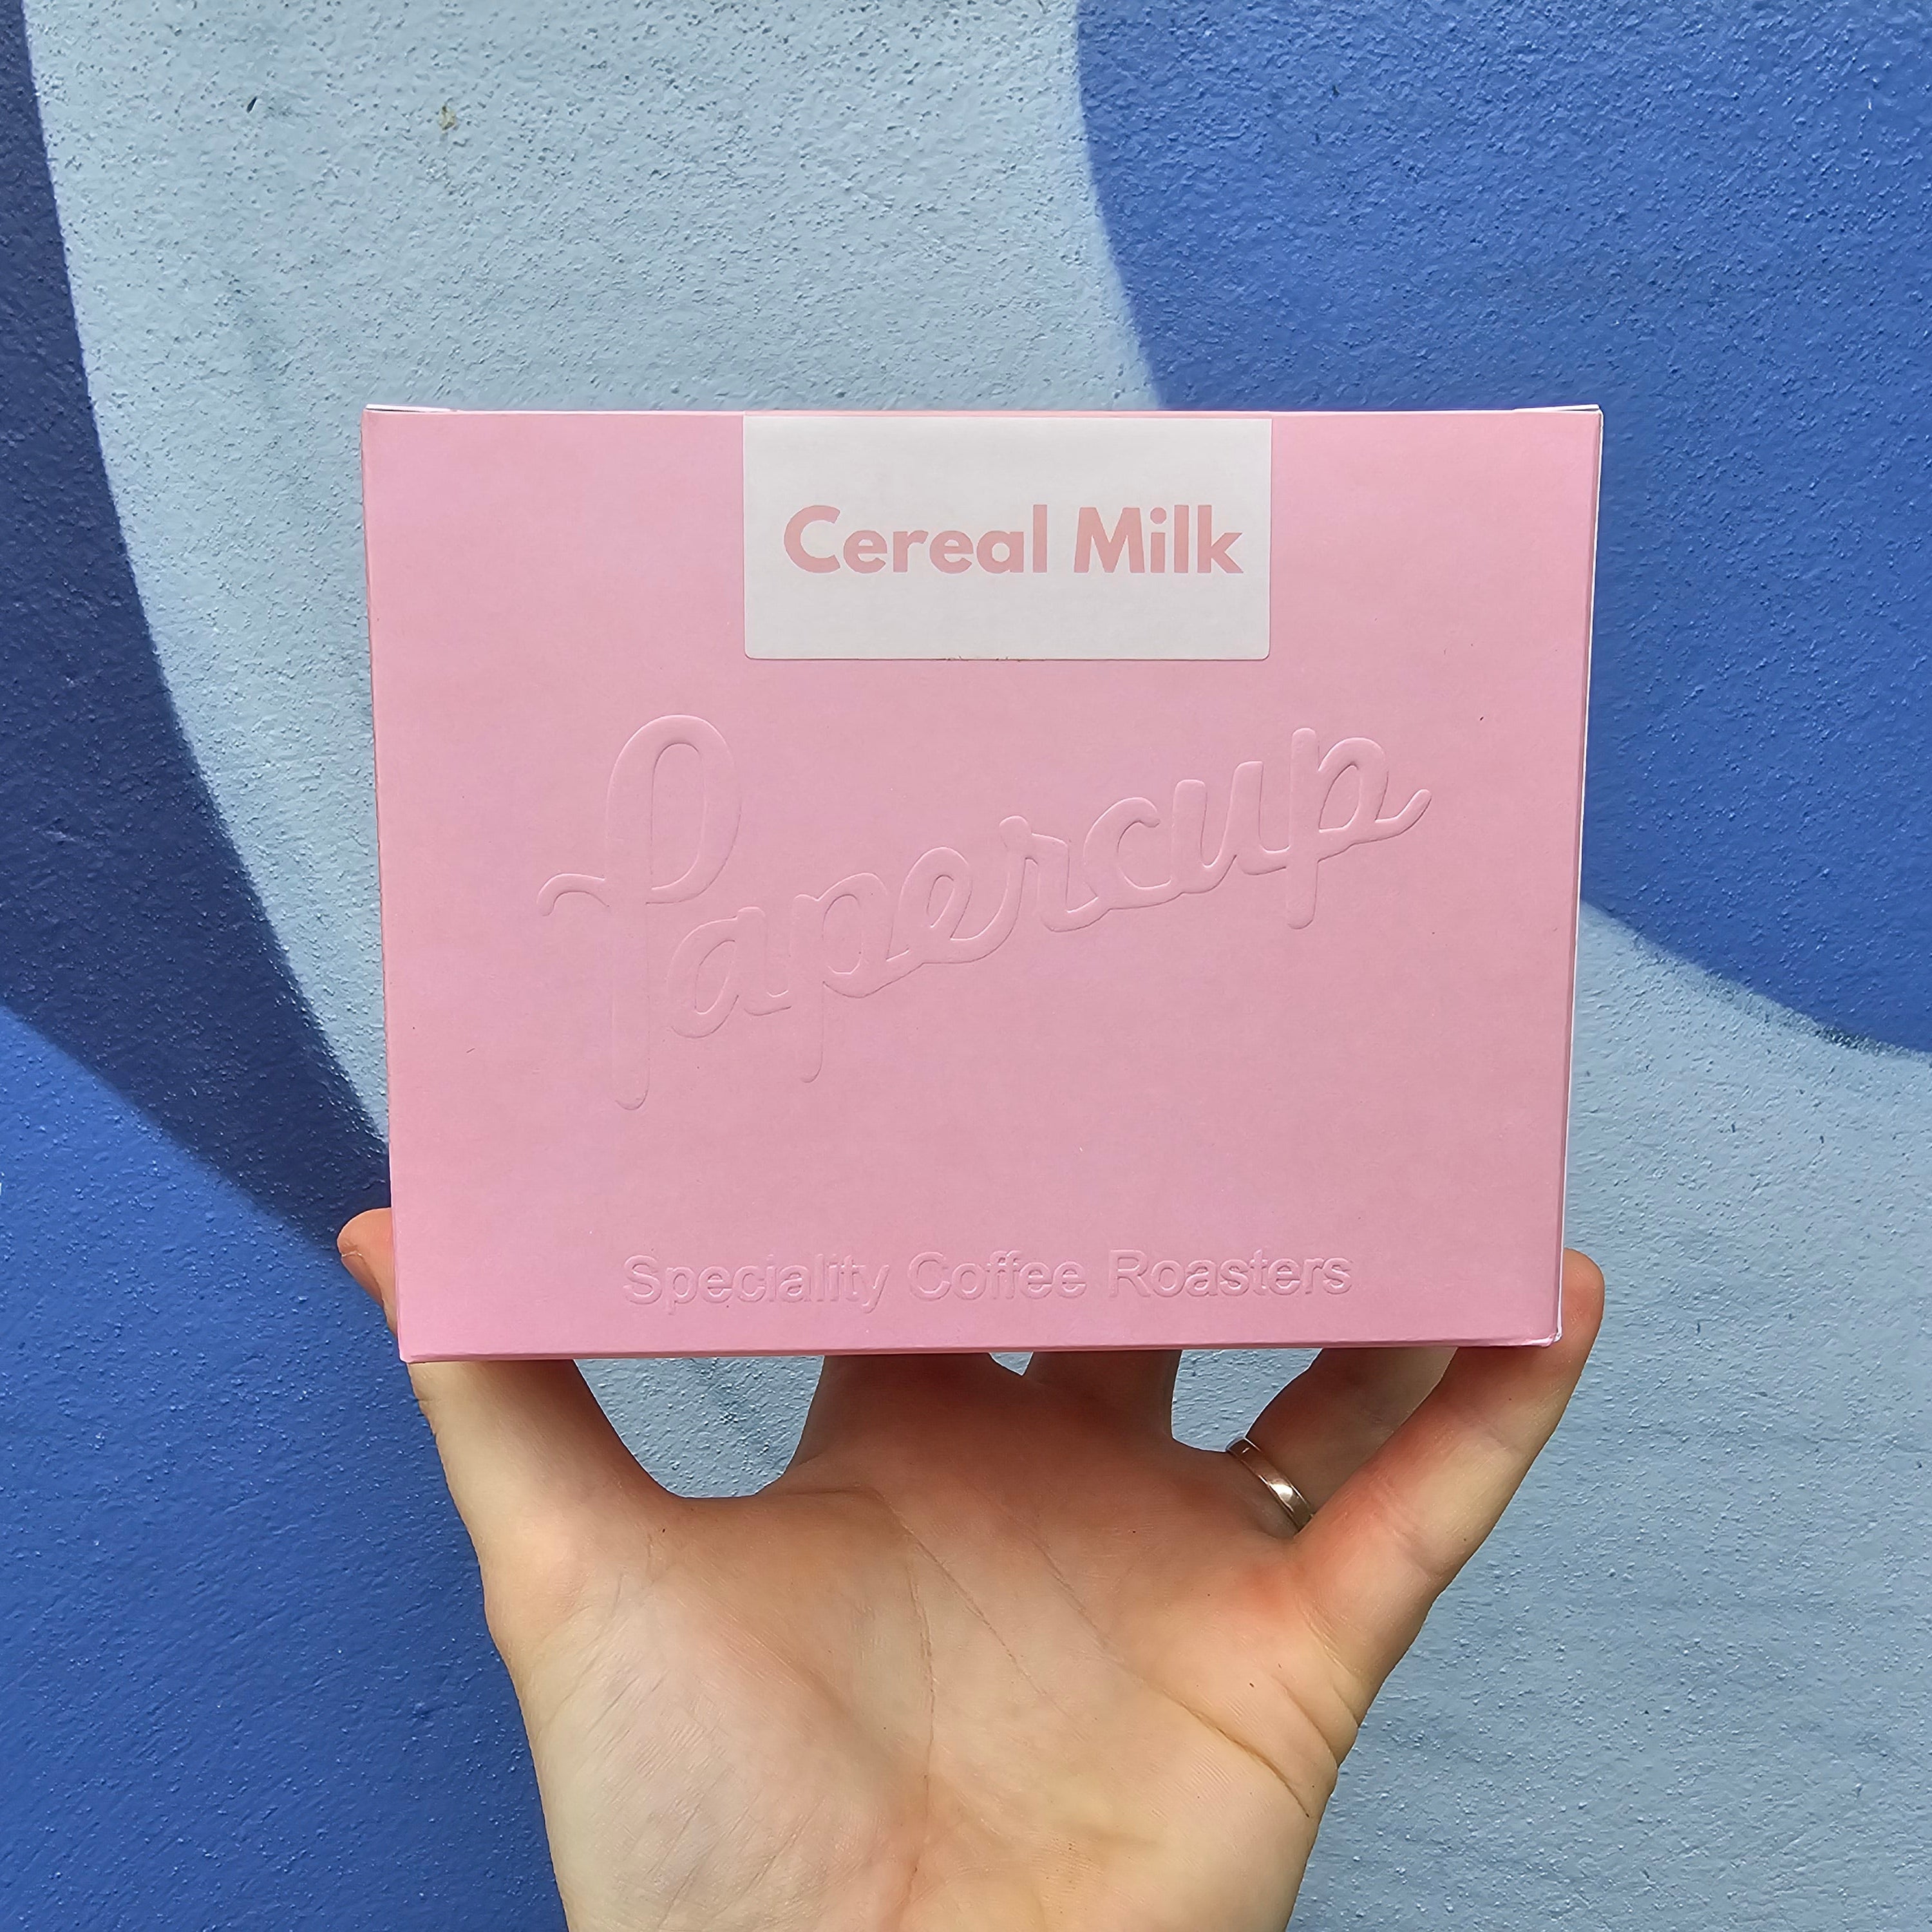 Cereal Milk
Papercup
Speciality Coffee Roasters